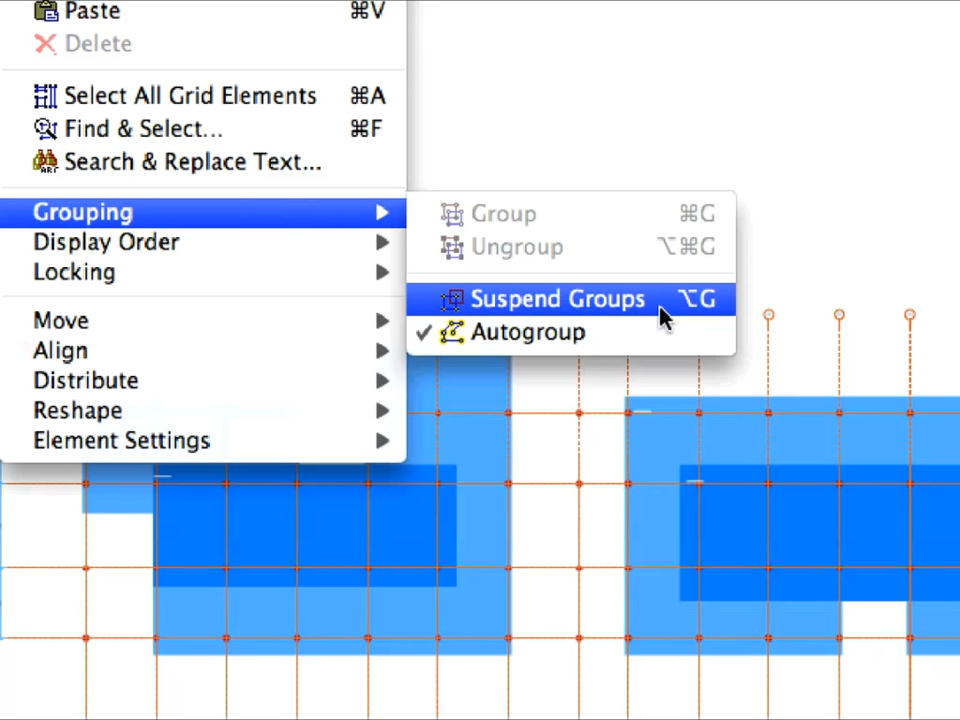 Paste ⌘V
Delete
Select All Grid Elements ⌘A
Find & Select... ⌘F
Search & Replace Text...
Grouping
Display Order
Locking
Move
Align
Distribute
Reshape
Element Settings
Group ⌘G
Ungroup ⌥⌘G
Suspend Groups ⌥G
Autogroup